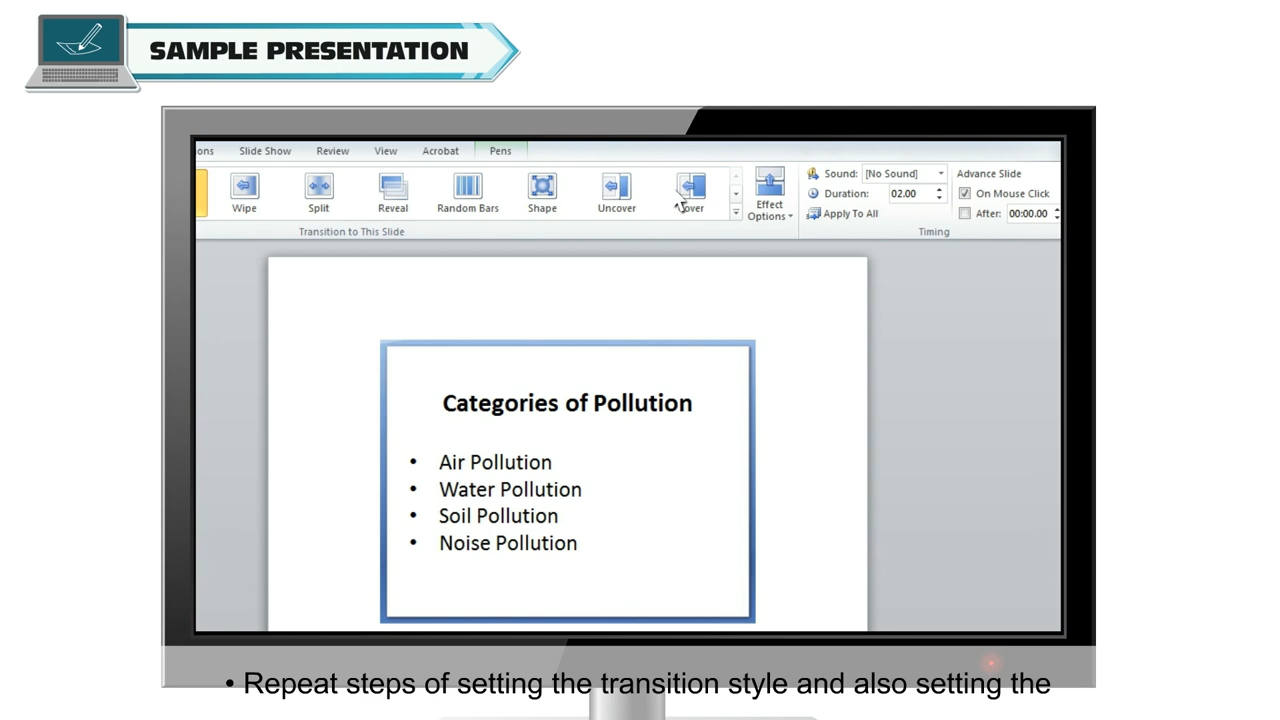 SAMPLE PRESENTATION
ons Slide Show Review View Acrobat Pens
Wipe Split Reveal Random Bars Shape Uncover Effect Options
Sound: [No Sound] Advance Slide
Duration: 02.00 On Mouse Click
Apply To All After: 00:00.00
Transition to This Slide Timing
Categories of Pollution
• Air Pollution
• Water Pollution
• Soil Pollution
• Noise Pollution
• Repeat steps of setting the transition style and also setting the